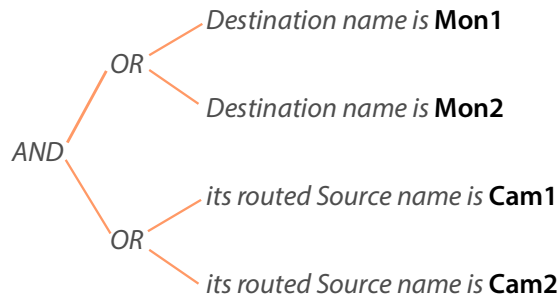 Destination name is Mon1
OR
Destination name is Mon2
AND
its routed Source name is Cam1
OR
its routed Source name is Cam2